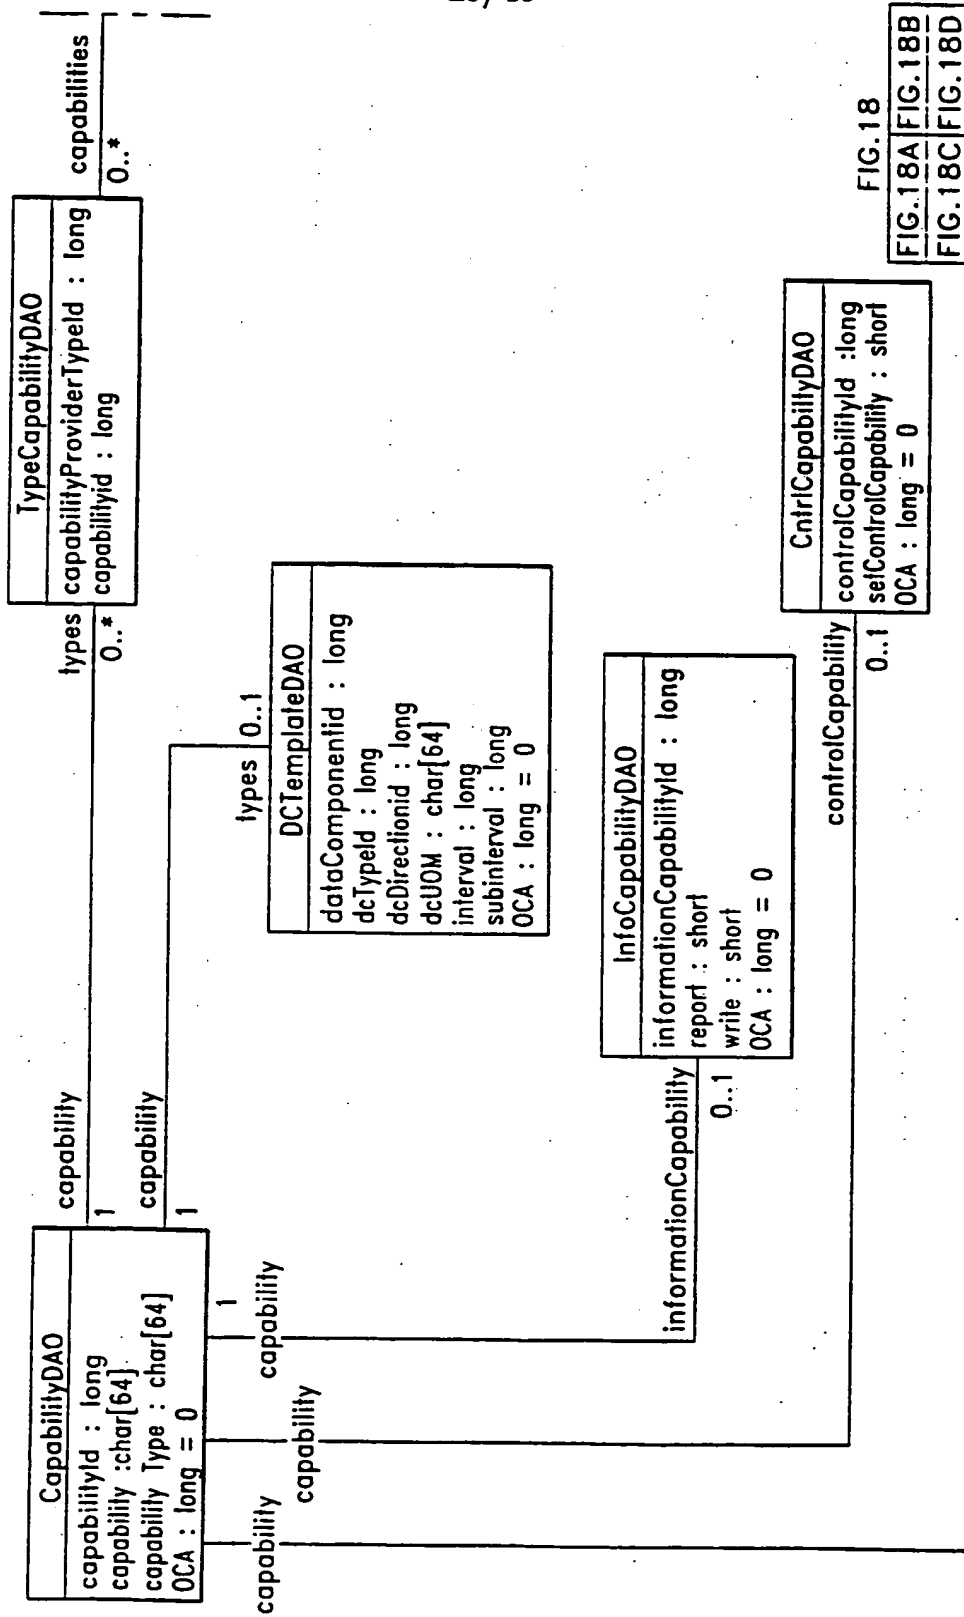 CapabilityDAO
capabilityId : long
capability :char[64]
capability Type : char[64]
OCA : long = 0
capability
1
types
0..*
TypeCapabilityDAO
capabilityProviderTypeId : long
capabilityid : long
capabilities
0..*
capability
1
types
0..1
DCTemplateDAO
dataComponentid : long
dcTypeId : long
dcDirectionid : long
dcUOM : char[64]
interval : long
subinterval : long
OCA : long = 0
1
capability
informationCapability
0..1
InfoCapabilityDAO
informationCapabilityId : long
report : short
write : short
OCA : long = 0
capability
controlCapability
0..1
CntrlCapabiltyDAO
controlCapabilityId :long
setControlCapability : short
OCA : long = 0
capability
FIG.18
FIG.18A FIG.18B
FIG.18C FIG.18D